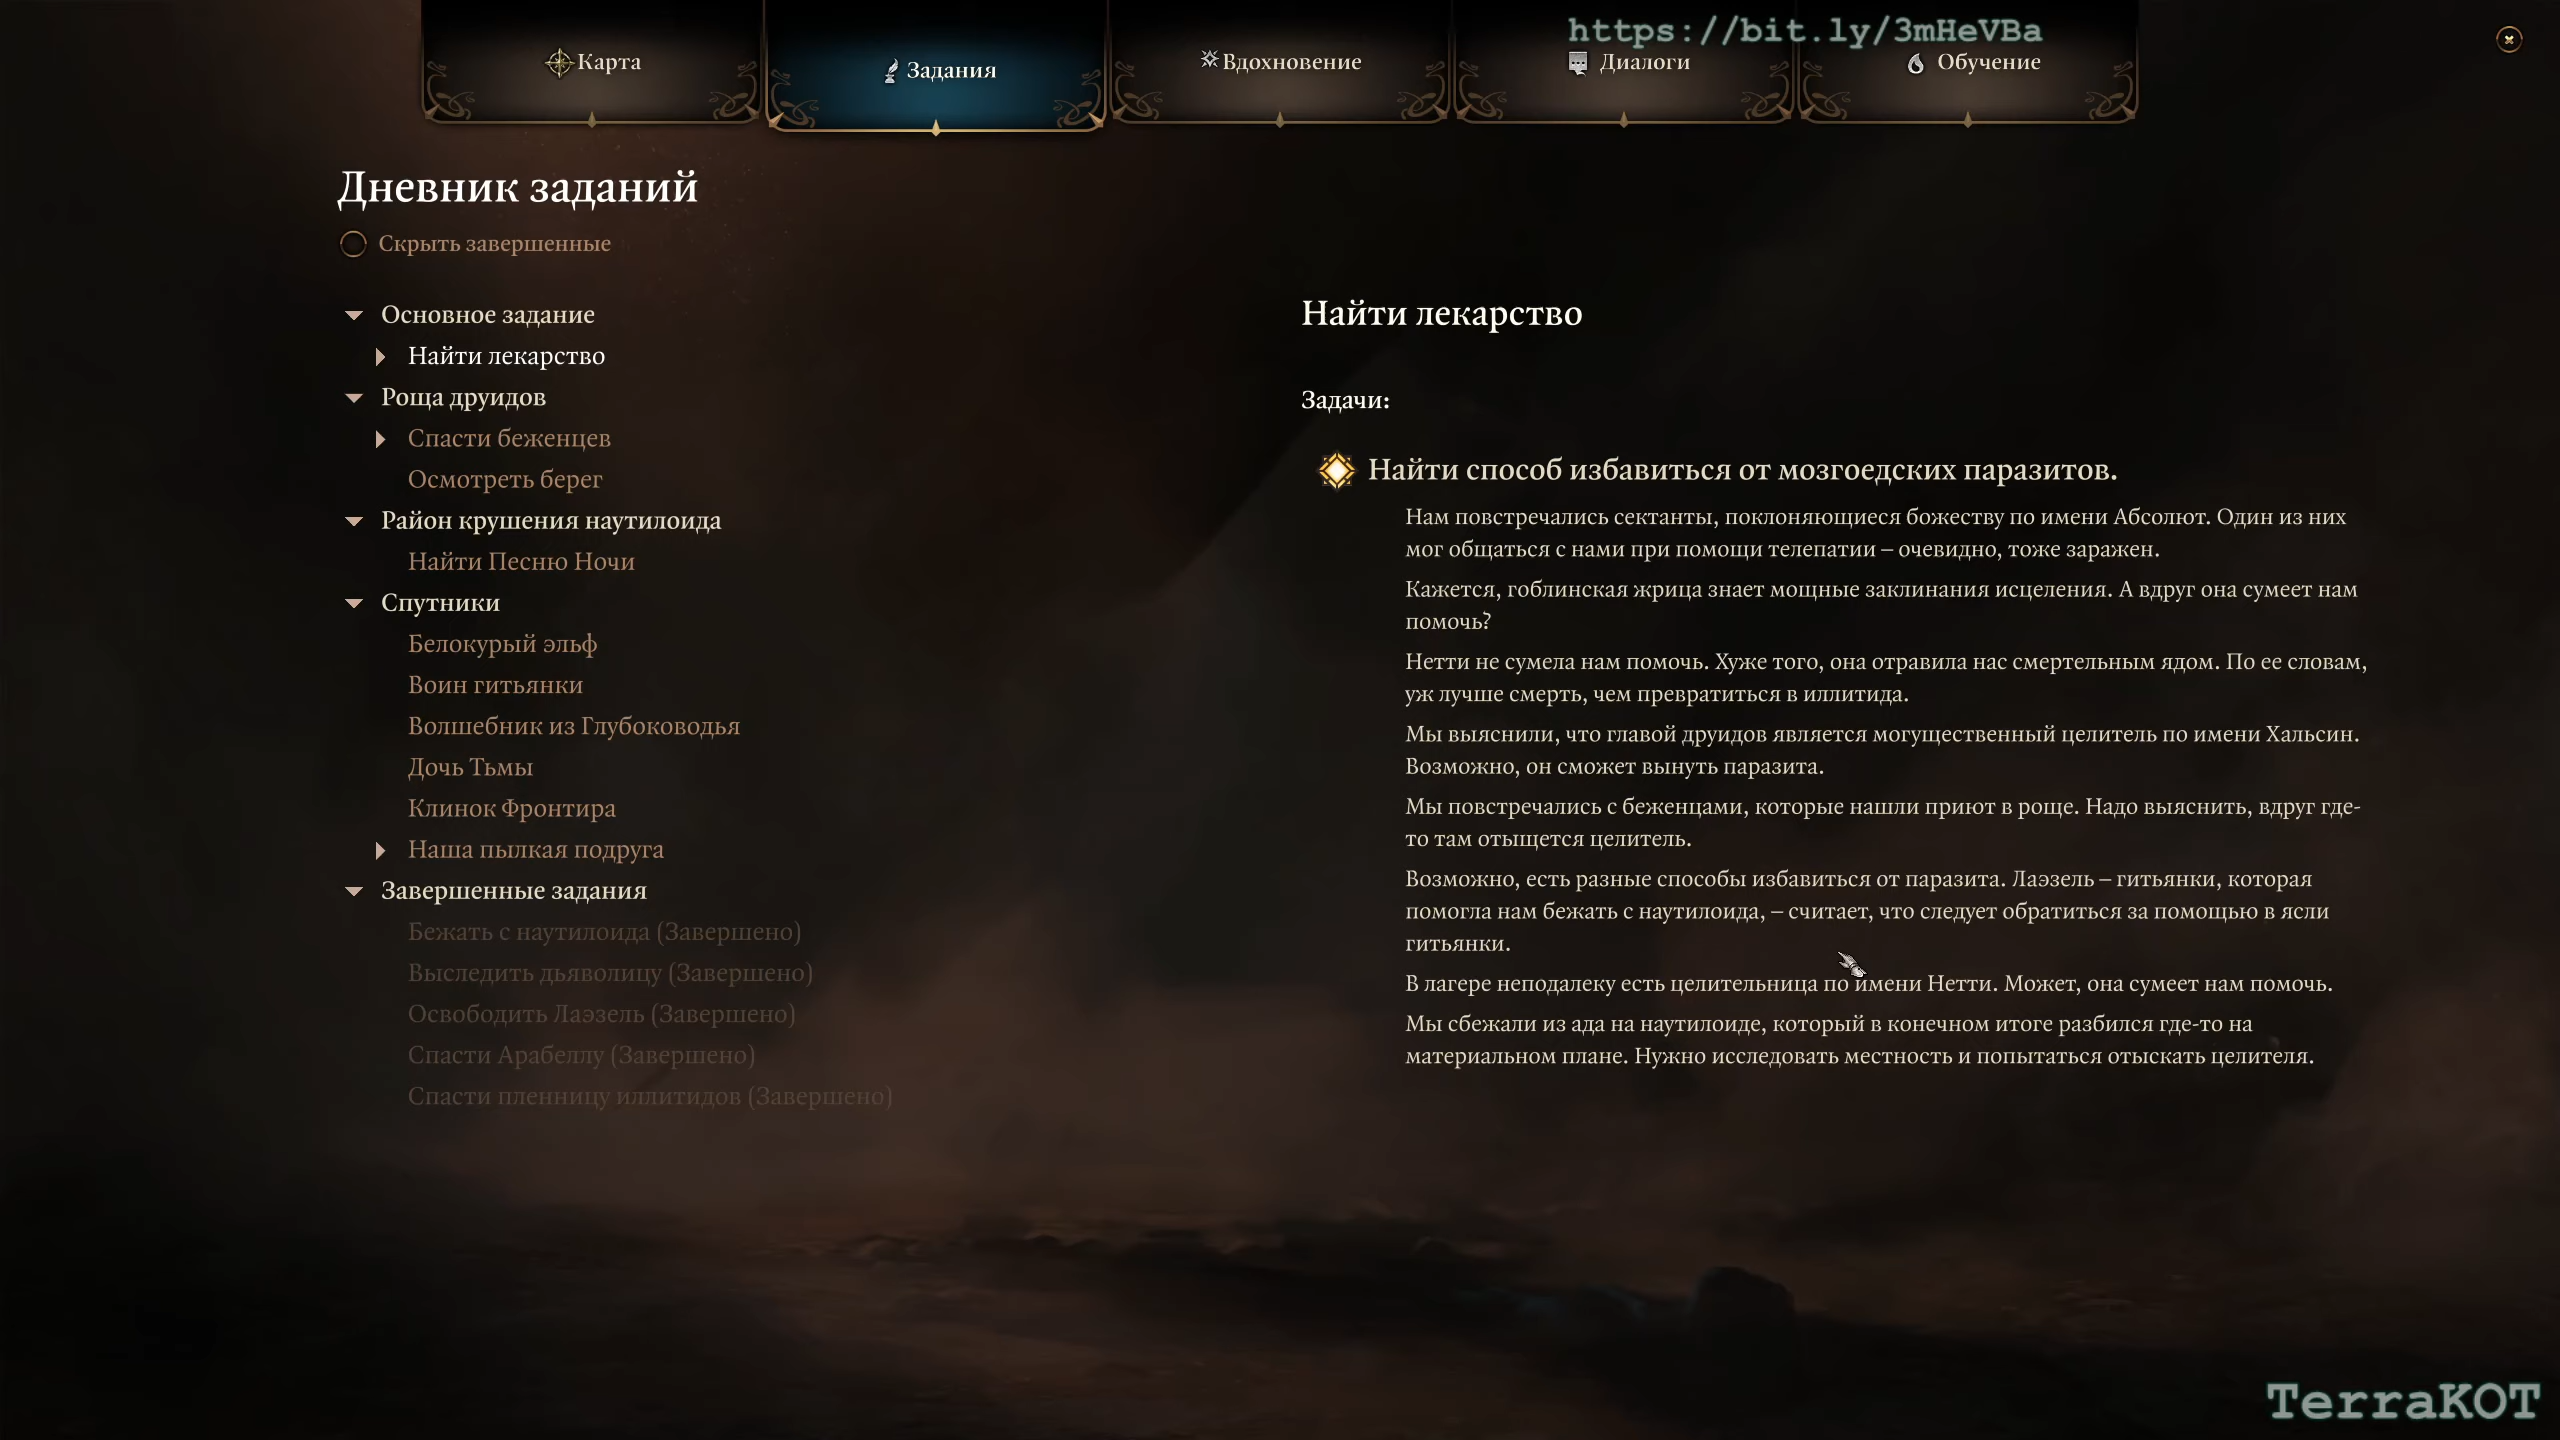 https://bit.ly/3mHeVBa
Карта
Задания
Вдохновение
Диалоги
Обучение
Дневник заданий
Скрыть завершенные
Основное задание
Найти лекарство
Роща друидов
Спасти беженцев
Осмотреть берег
Район крушения наутилоида
Найти Песню Ночи
Спутники
Белокурый эльф
Воин гитьянки
Волшебник из Глубоководья
Дочь Тьмы
Клинок Фронтира
Наша пылкая подруга
Завершенные задания
Бежать с наутилоида (Завершено)
Выследить дьяволицу (Завершено)
Освободить Лаэзель (Завершено)
Спасти Арабеллу (Завершено)
Спасти пленницу иллитидов (Завершено)
Найти лекарство
Задачи:
Найти способ избавиться от мозгоедских паразитов.
Нам повстречались сектанты, поклоняющиеся божеству по имени Абсолют. Один из них
мог общаться с нами при помощи телепатии – очевидно, тоже заражен.
Кажется, гоблинская жрица знает мощные заклинания исцеления. А вдруг она сумеет нам
помочь?
Нетти не сумела нам помочь. Хуже того, она отравила нас смертельным ядом. По ее словам,
уж лучше смерть, чем превратиться в иллитида.
Мы выяснили, что главой друидов является могущественный целитель по имени Хальсин.
Возможно, он сможет вынуть паразита.
Мы повстречались с беженцами, которые нашли приют в роще. Надо выяснить, вдруг где-
то там отыщется целитель.
Возможно, есть разные способы избавиться от паразита. Лаэзель – гитьянки, которая
помогла нам бежать с наутилоида, – считает, что следует обратиться за помощью в ясли
гитьянки.
В лагере неподалеку есть целительница по имени Нетти. Может, она сумеет нам помочь.
Мы сбежали из ада на наутилоиде, который в конечном итоге разбился где-то на
материальном плане. Нужно исследовать местность и попытаться отыскать целителя.
TerraKOT